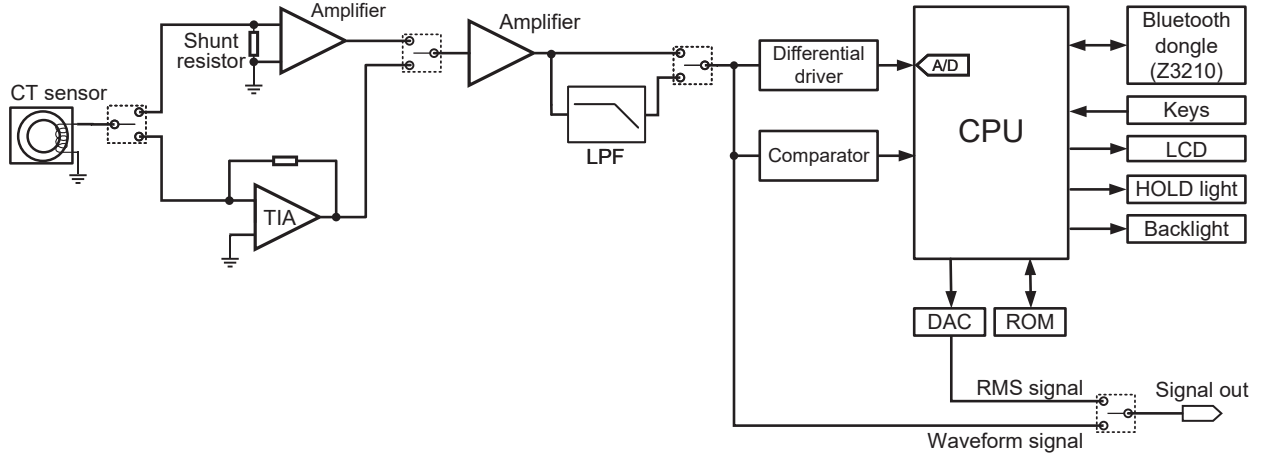 Amplifier
Shunt
resistor
CT sensor
TIA
Amplifier
LPF
Differential
driver
Comparator
A/D
CPU
Bluetooth
dongle
(Z3210)
Keys
LCD
HOLD light
Backlight
DAC
ROM
RMS signal
Waveform signal
Signal out